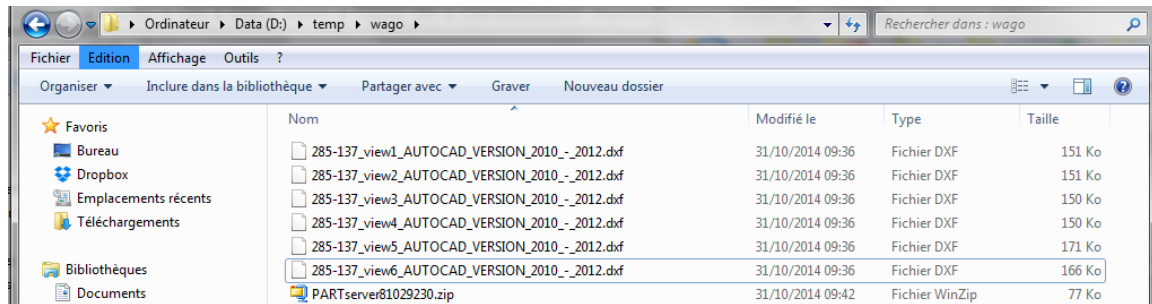 Ordinateur ▸ Data (D:) ▸ temp ▸ wago ▸ Rechercher dans : wago
Fichier Edition Affichage Outils ?
Organiser Inclure dans la bibliothèque Partager avec Graver Nouveau dossier
Favoris
Bureau
Dropbox
Emplacements récents
Téléchargements
Bibliothèques
Documents
Nom Modifié le Type Taille
285-137_view1_AUTOCAD_VERSION_2010_-_2012.dxf 31/10/2014 09:36 Fichier DXF 151 Ko
285-137_view2_AUTOCAD_VERSION_2010_-_2012.dxf 31/10/2014 09:36 Fichier DXF 151 Ko
285-137_view3_AUTOCAD_VERSION_2010_-_2012.dxf 31/10/2014 09:36 Fichier DXF 150 Ko
285-137_view4_AUTOCAD_VERSION_2010_-_2012.dxf 31/10/2014 09:36 Fichier DXF 150 Ko
285-137_view5_AUTOCAD_VERSION_2010_-_2012.dxf 31/10/2014 09:36 Fichier DXF 171 Ko
285-137_view6_AUTOCAD_VERSION_2010_-_2012.dxf 31/10/2014 09:36 Fichier DXF 166 Ko
PARTserver81029230.zip 31/10/2014 09:42 Fichier WinZip 77 Ko